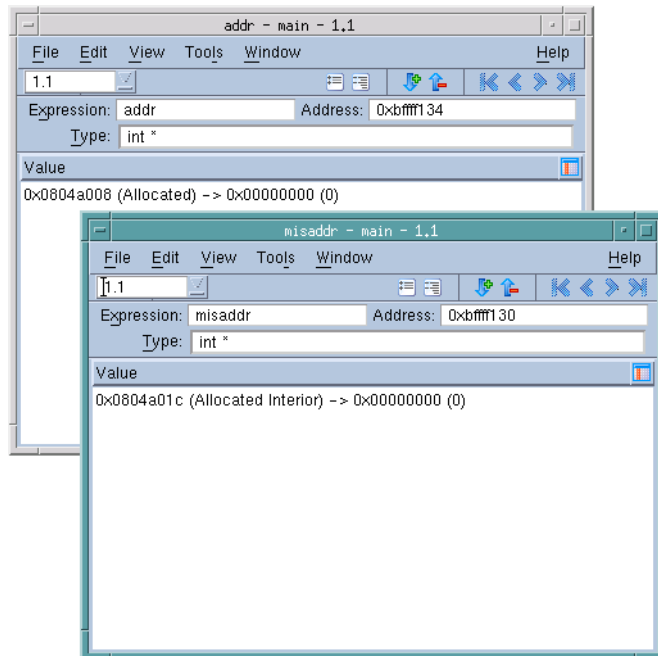 addr - main - 1.1
File Edit View Tools Window Help
1.1
Expression: addr Address: 0xbffff134
Type: int *
Value
0x0804a008 (Allocated) -> 0x00000000 (0)
misaddr - main - 1.1
File Edit View Tools Window Help
1.1
Expression: misaddr Address: 0xbffff130
Type: int *
Value
0x0804a01c (Allocated Interior) -> 0x00000000 (0)